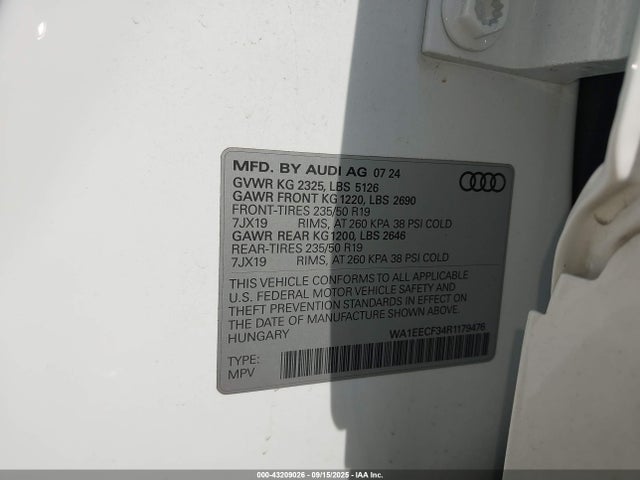 MFD. BY AUDI AG 07 24
GVWR KG 2325, LBS 5126
GAWR FRONT KG 1220, LBS 2690
FRONT-TIRES 235/50 R19
7JX19 RIMS, AT 260 KPA 38 PSI COLD
GAWR REAR KG 1200, LBS 2646
REAR-TIRES 235/50 R19
7JX19 RIMS, AT 260 KPA 38 PSI COLD
THIS VEHICLE CONFORMS TO ALL APPLICABLE
U.S. FEDERAL MOTOR VEHICLE SAFETY AND
THEFT PREVENTION STANDARDS IN EFFECT ON
THE DATE OF MANUFACTURE SHOWN ABOVE.
HUNGARY WA1EECF34R1179476
TYPE:
MPV
000-43209026 - 09/15/2025 - IAA Inc.